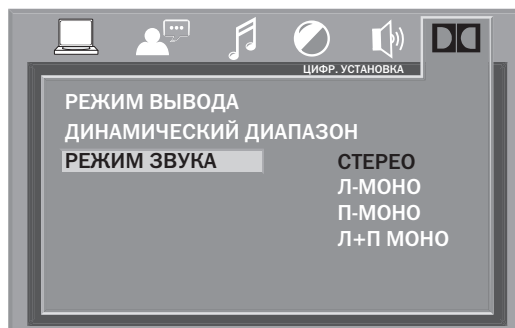 ЦИФР. УСТАНОВКА
РЕЖИМ ВЫВОДА
ДИНАМИЧЕСКИЙ ДИАПАЗОН
РЕЖИМ ЗВУКА СТЕРЕО
Л-МОНО
П-МОНО
Л+П МОНО